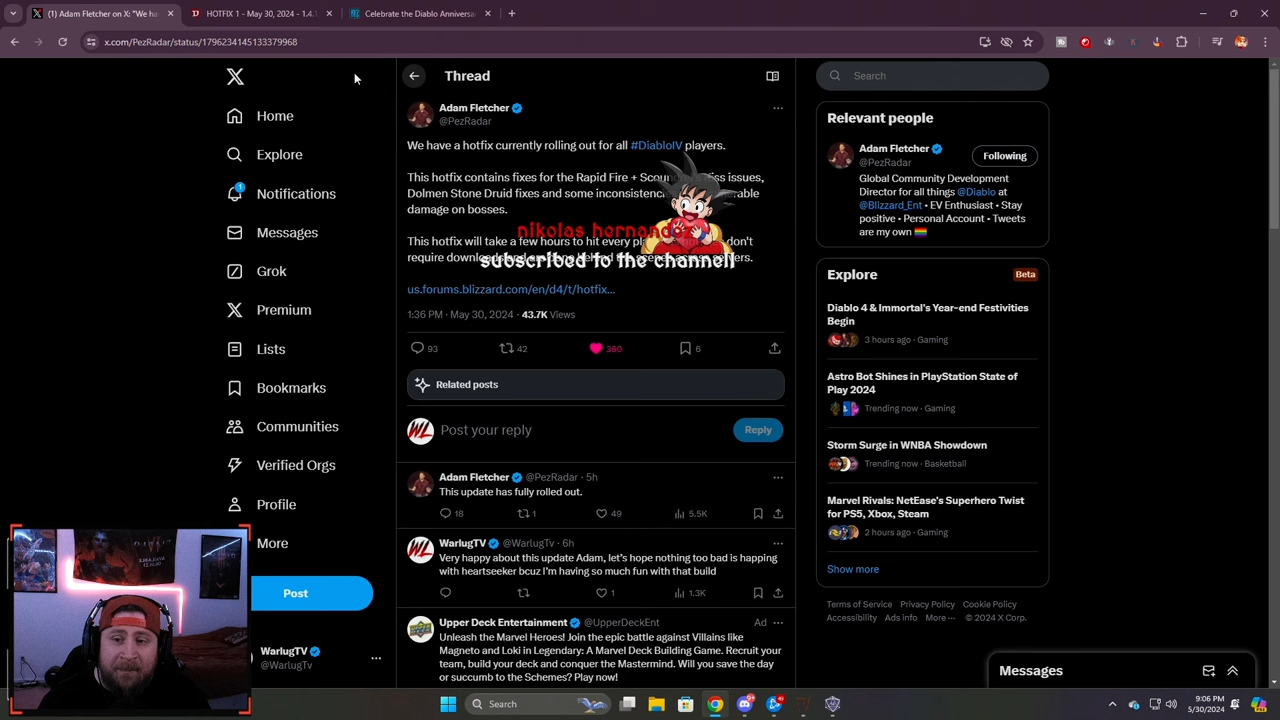 (1) Adam Fletcher on X: "We ha
HOTFIX 1 - May 30, 2024 - 1.4.
Celebrate the Diablo Anniversa
x.com/PezRadar/status/1796234145133379968
Home
Explore
1
Notifications
Messages
Grok
Premium
Lists
Bookmarks
Communities
Verified Orgs
Profile
More
Post
WarlugTV
@WarlugTv
Thread
Adam Fletcher
@PezRadar
We have a hotfix currently rolling out for all #DiabloIV players.
This hotfix contains fixes for the Rapid Fire + issues,
Dolmen Stone Druid fixes and some
damage on bosses.
This hotfix will take a few hours to hit every don't
require servers.
nikolas hernandez
subscribed to the channel!
us.forums.blizzard.com/en/d4/t/hotfix...
1:36 PM · May 30, 2024 · 43.7K Views
93 42 360 6
Related posts
Post your reply
Reply
Adam Fletcher @PezRadar · 5h
This update has fully rolled out.
18 1 49 5.5K
WarlugTV @WarlugTv · 6h
Very happy about this update Adam, let's hope nothing too bad is happing
with heartseeker bcuz I'm having so much fun with that build
1 1.3K
Upper Deck Entertainment @UpperDeckEnt Ad
Unleash the Marvel Heroes! Join the epic battle against Villains like
Magneto and Loki in Legendary: A Marvel Deck Building Game. Recruit your
team, build your deck and conquer the Mastermind. Will you save the day
or succumb to the Schemes? Play now!
Search
Relevant people
Adam Fletcher
@PezRadar
Following
Global Community Development
Director for all things @Diablo at
@Blizzard_Ent • EV Enthusiast • Stay
positive • Personal Account • Tweets
are my own
Explore
Beta
Diablo 4 & Immortal's Year-end Festivities
Begin
3 hours ago · Gaming
Astro Bot Shines in PlayStation State of
Play 2024
Trending now · Gaming
Storm Surge in WNBA Showdown
Trending now · Basketball
Marvel Rivals: NetEase's Superhero Twist
for PS5, Xbox, Steam
2 hours ago · Gaming
Show more
Terms of Service Privacy Policy Cookie Policy
Accessibility Ads info More ··· © 2024 X Corp.
Messages
Search
9:06 PM
5/30/2024